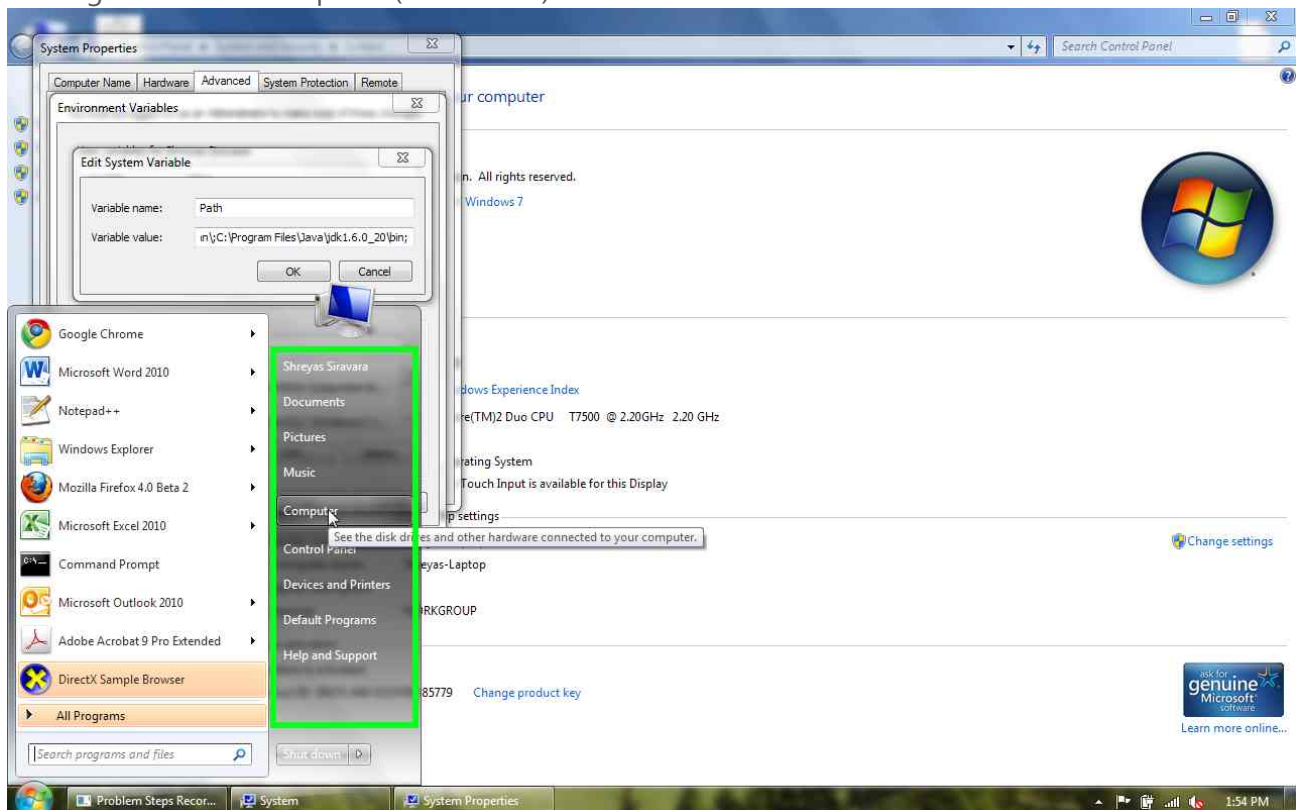 System Properties
Search Control Panel
Computer Name Hardware Advanced System Protection Remote
Environment Variables
ur computer
Edit System Variable
n. All rights reserved.
Variable name: Path
Windows 7
Variable value: n\;C:\Program Files\Java\jdk1.6.0_20\bin;
OK Cancel
Google Chrome
Shreyas Siravara
Microsoft Word 2010
dows Experience Index
Documents
Notepad++
re(TM)2 Duo CPU T7500 @ 2.20GHz 2.20 GHz
Pictures
Windows Explorer
rating System
Music
Mozilla Firefox 4.0 Beta 2
Touch Input is available for this Display
Computer
p settings
Microsoft Excel 2010
See the disk drives and other hardware connected to your computer.
Change settings
Control Panel
Command Prompt
eyas-Laptop
Devices and Printers
Microsoft Outlook 2010
RKGROUP
Default Programs
Adobe Acrobat 9 Pro Extended
Help and Support
DirectX Sample Browser
85779 Change product key
ask for
genuine
Microsoft
software
All Programs
Learn more online...
Search programs and files
Shut down
Problem Steps Recor... System System Properties
1:54 PM